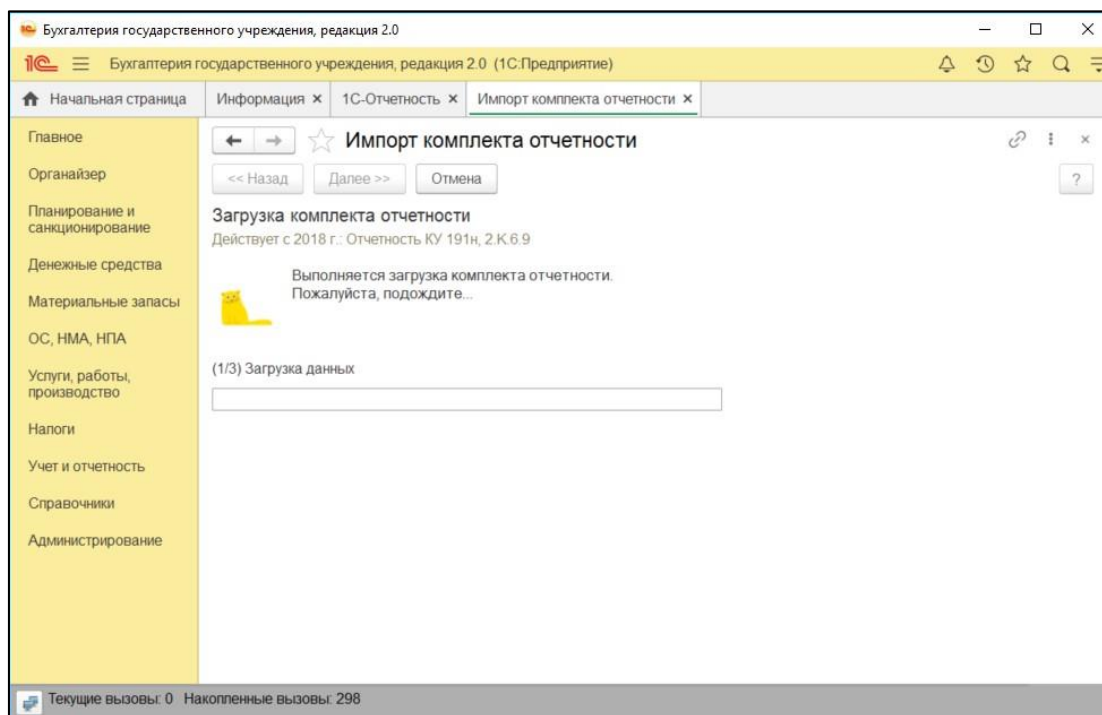 Бухгалтерия государственного учреждения, редакция 2.0
1С Бухгалтерия государственного учреждения, редакция 2.0 (1С:Предприятие)
Начальная страница Информация 1С-Отчетность Импорт комплекта отчетности
Главное
Органайзер
Планирование и
санкционирование
Денежные средства
Материальные запасы
ОС, НМА, НПА
Услуги, работы,
производство
Налоги
Учет и отчетность
Справочники
Администрирование
Импорт комплекта отчетности
<< Назад Далее >> Отмена ?
Загрузка комплекта отчетности
Действует с 2018 г.: Отчетность КУ 191н, 2.К.6.9
Выполняется загрузка комплекта отчетности.
Пожалуйста, подождите...
(1/3) Загрузка данных
Текущие вызовы: 0 Накопленные вызовы: 298